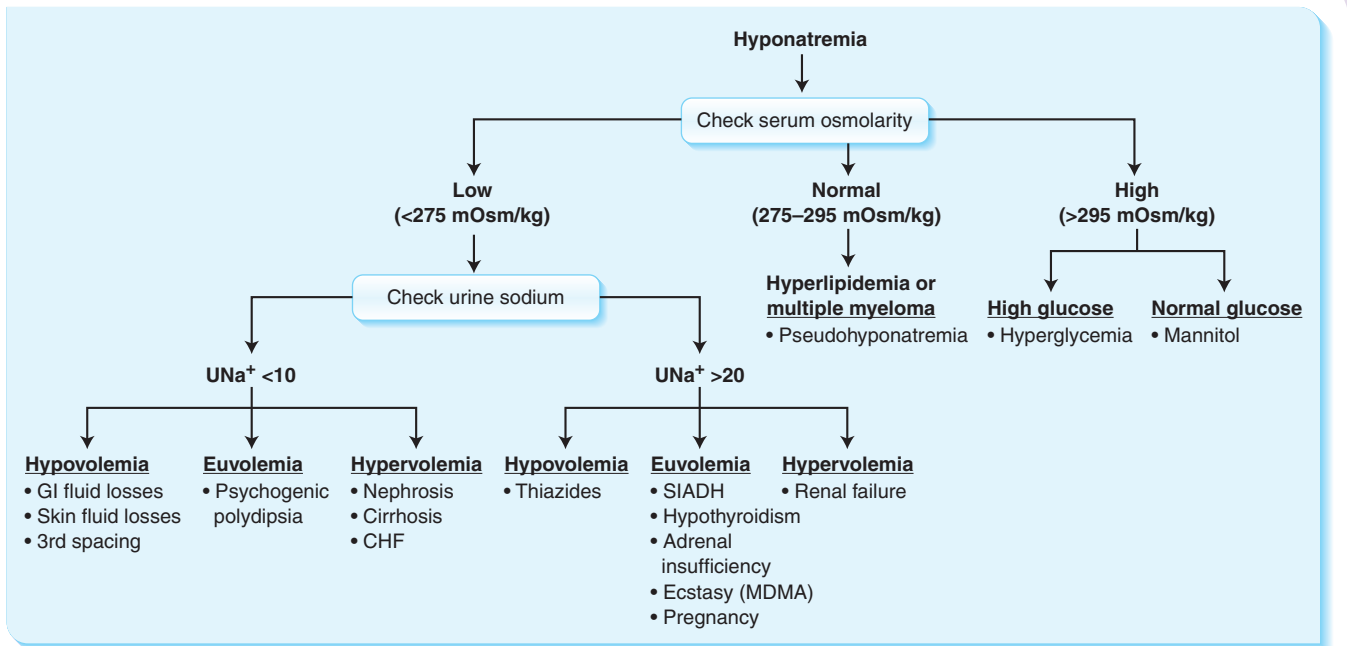 Hyponatremia
Check serum osmolarity
Low
(<275 mOsm/kg)
Normal
(275–295 mOsm/kg)
High
(>295 mOsm/kg)
Check urine sodium
Hyperlipidemia or
multiple myeloma
• Pseudohyponatremia
High glucose
• Hyperglycemia
Normal glucose
• Mannitol
UNa⁺ <10
UNa⁺ >20
Hypovolemia
• GI fluid losses
• Skin fluid losses
• 3rd spacing
Euvolemia
• Psychogenic
polydipsia
Hypervolemia
• Nephrosis
• Cirrhosis
• CHF
Hypovolemia
• Thiazides
Euvolemia
• SIADH
• Hypothyroidism
• Adrenal
insufficiency
• Ecstasy (MDMA)
• Pregnancy
Hypervolemia
• Renal failure